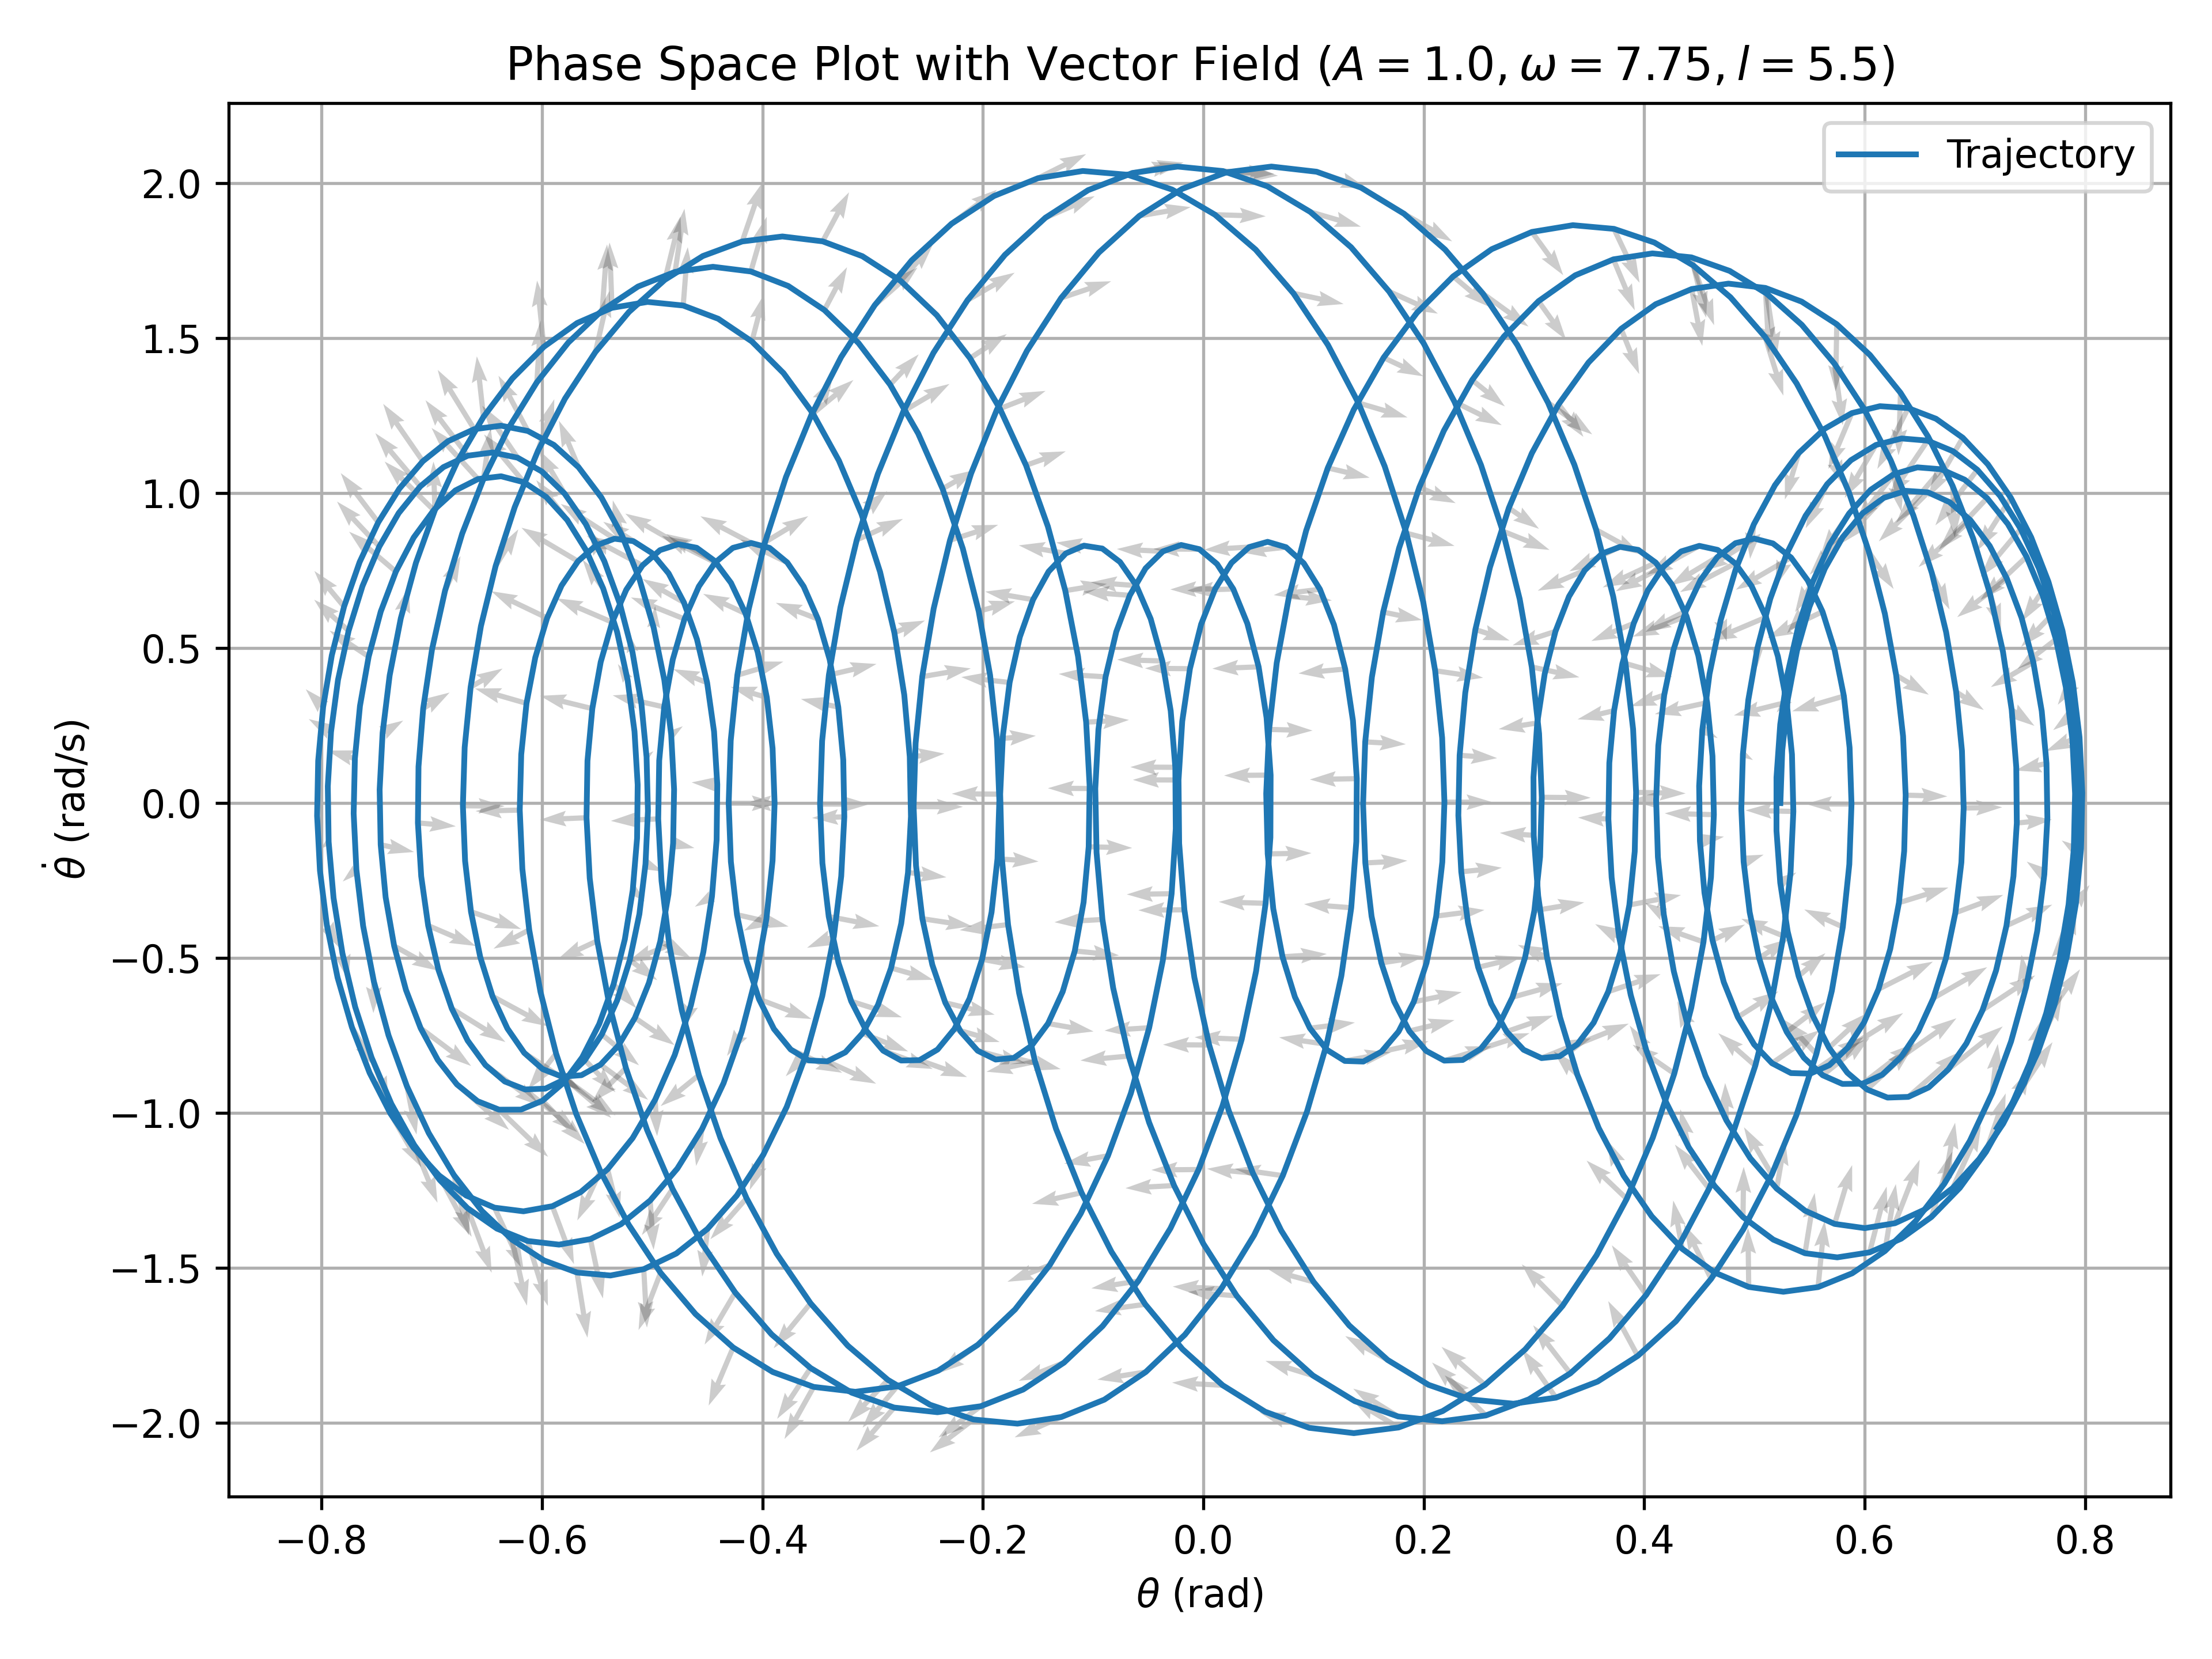 Phase Space Plot with Vector Field (A = 1.0, ω = 7.75, l = 5.5)
Trajectory
2.0
1.5
1.0
0.5
0.0
−0.5
−1.0
−1.5
−2.0
θ̇ (rad/s)
−0.8 −0.6 −0.4 −0.2 0.0 0.2 0.4 0.6 0.8
θ (rad)